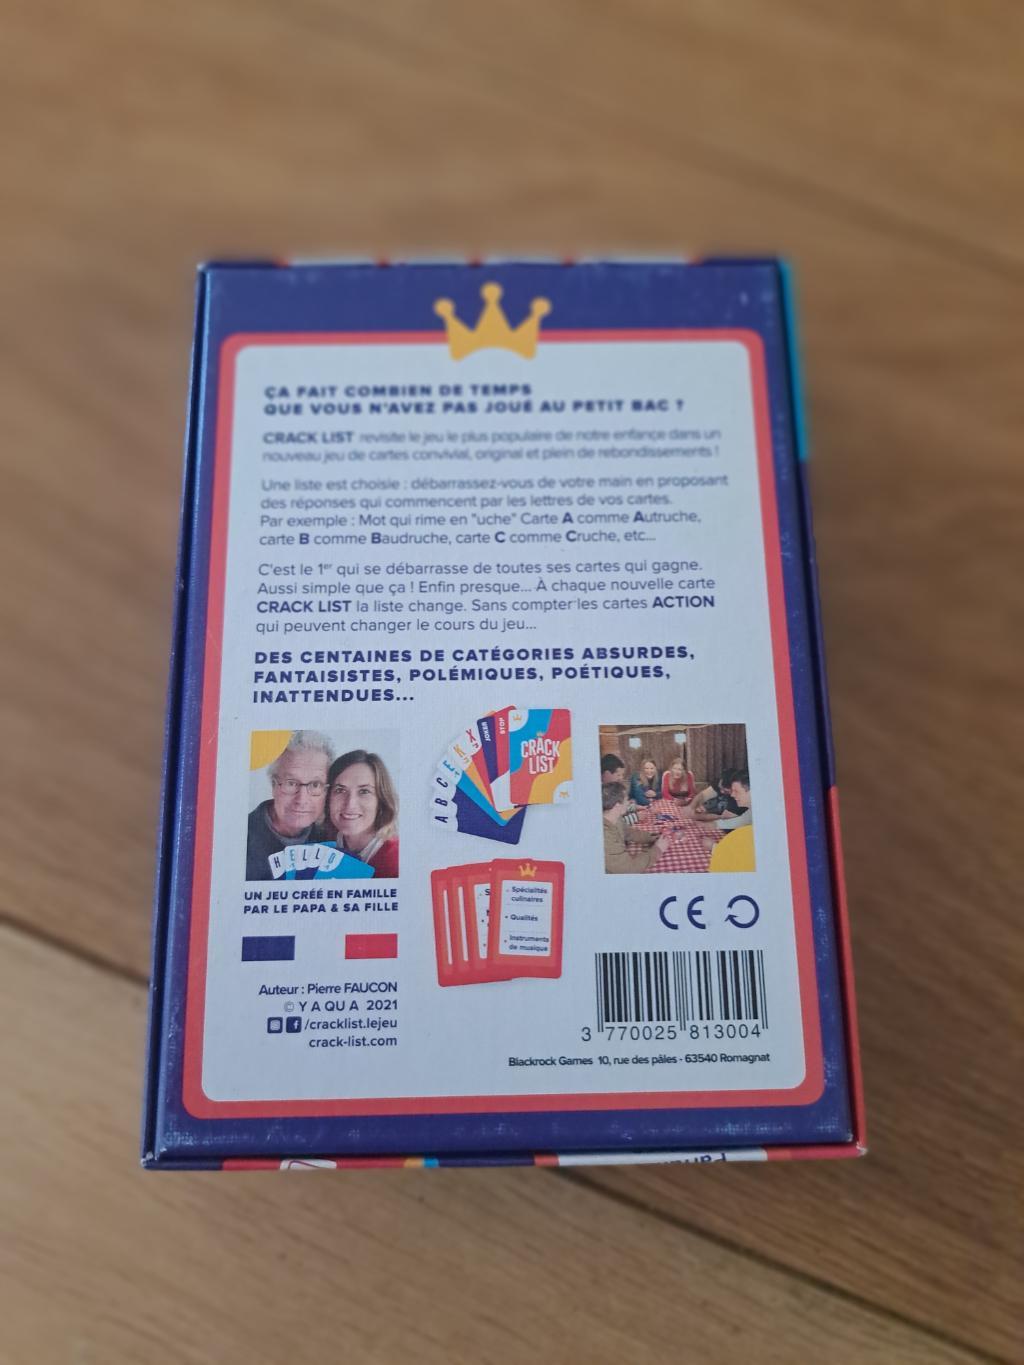 ÇA FAIT COMBIEN DE TEMPS
QUE VOUS N'AVEZ PAS JOUÉ AU PETIT BAC ?
CRACK LIST revisite le jeu le plus populaire de notre enfance dans un
nouveau jeu de cartes convivial, original et plein de rebondissements !
Une liste est choisie : débarrassez-vous de votre main en proposant
des réponses qui commencent par les lettres de vos cartes.
Par exemple : Mot qui rime en "uche" Carte A comme Autruche,
carte B comme Baudruche, carte C comme Cruche, etc...
C'est le 1er qui se débarrasse de toutes ses cartes qui gagne.
Aussi simple que ça ! Enfin presque... À chaque nouvelle carte
CRACK LIST la liste change. Sans compter les cartes ACTION
qui peuvent changer le cours du jeu...
DES CENTAINES DE CATÉGORIES ABSURDES,
FANTAISISTES, POLÉMIQUES, POÉTIQUES,
INATTENDUES...
A B C E K X JOKER STOP
CRACK
LIST
HELLO
UN JEU CRÉÉ EN FAMILLE
PAR LE PAPA & SA FILLE
• Spécialités
culinaires
• Qualités
• Instruments
de musique
CE
Auteur : Pierre FAUCON
© Y A QU A 2021
/cracklist.lejeu
crack-list.com
3 770025 813004
Blackrock Games 10, rue des pâles - 63540 Romagnat